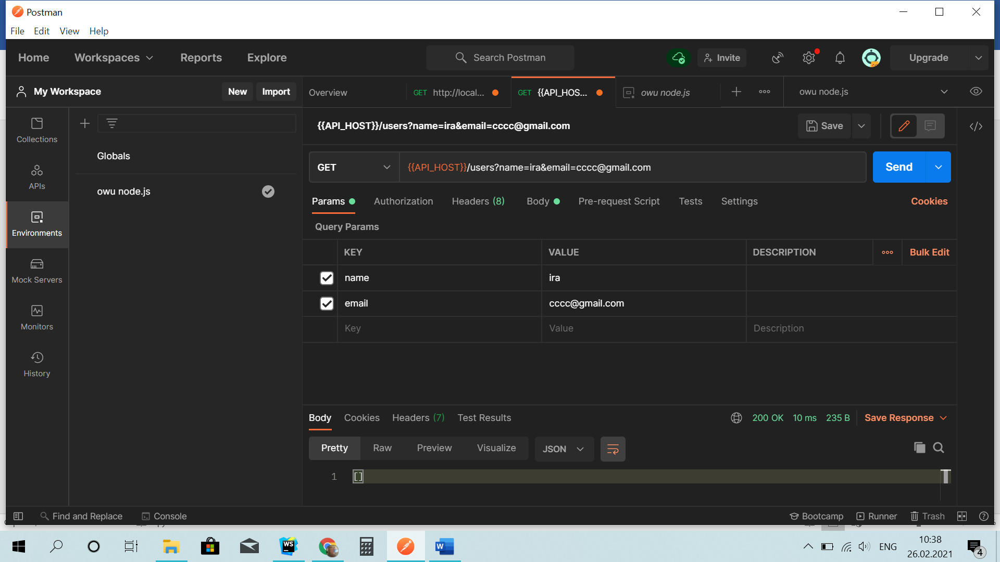 Postman
File Edit View Help
Home Workspaces Reports Explore Search Postman Invite Upgrade
My Workspace New Import Overview GET http://local... GET {{API_HOS... owu node.js ooo owu node.js
{{API_HOST}}/users?name=ira&email=cccc@gmail.com Save
Collections
Globals
GET {{API_HOST}}/users?name=ira&email=cccc@gmail.com Send
APIs
owu node.js
Params Authorization Headers (8) Body Pre-request Script Tests Settings Cookies
Environments
Query Params
KEY VALUE DESCRIPTION ooo Bulk Edit
Mock Servers
name ira
email cccc@gmail.com
Monitors
Key Value Description
History
Body Cookies Headers (7) Test Results 200 OK 10 ms 235 B Save Response
Pretty Raw Preview Visualize JSON
1 []
Find and Replace Console Bootcamp Runner Trash
WS W ENG 10:38
26.02.2021 4